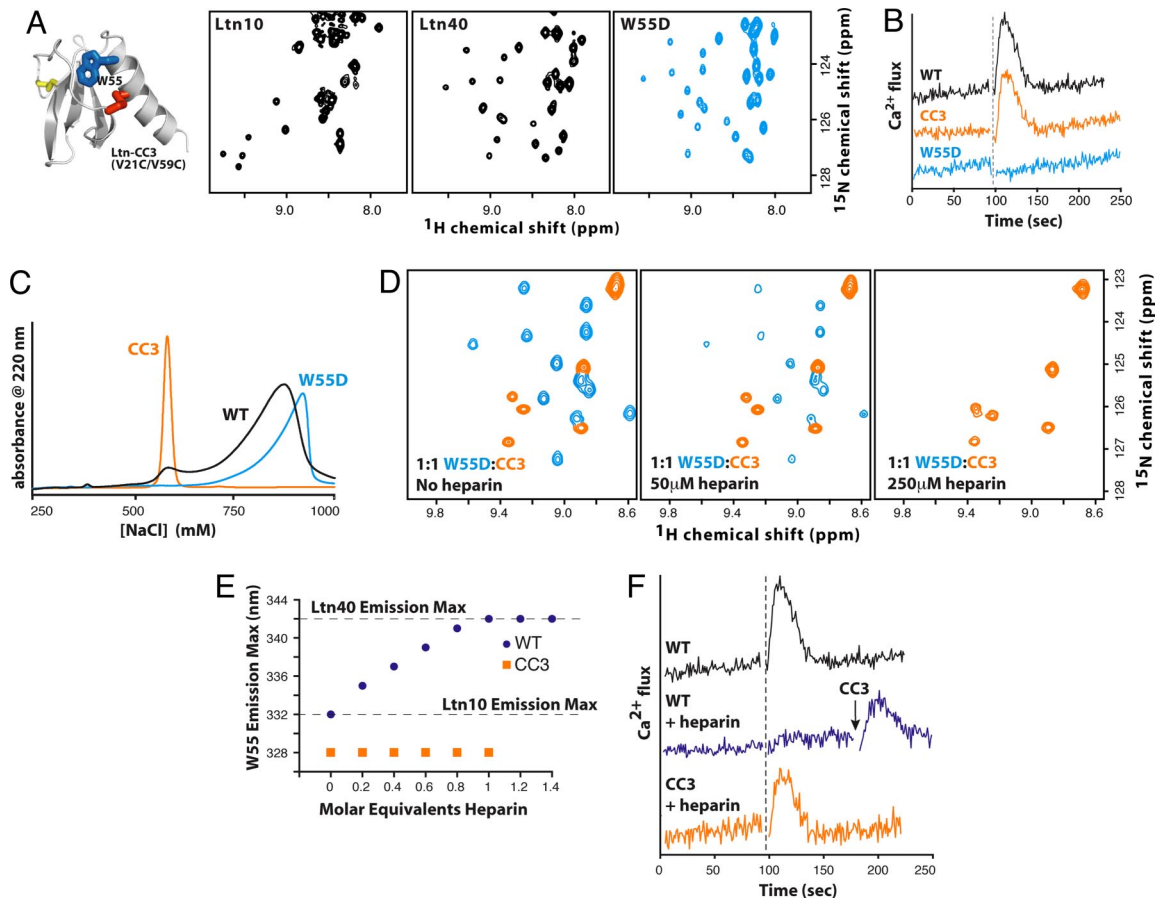 A
W55
Ltn-CC3
(V21C/V59C)
Ltn10
Ltn40
W55D
9.0
8.0
9.0
8.0
9.0
8.0
1H chemical shift (ppm)
124
126
128
15N chemical shift (ppm)
B
Ca2+ flux
WT
CC3
W55D
0
50
100
150
200
250
Time (sec)
C
absorbance @ 220 nm
CC3
WT
W55D
250
500
750
1000
[NaCl] (mM)
D
1:1 W55D:CC3
No heparin
1:1 W55D:CC3
50μM heparin
1:1 W55D:CC3
250μM heparin
9.8
9.4
9.0
8.6
9.8
9.4
9.0
8.6
9.8
9.4
9.0
8.6
1H chemical shift (ppm)
123
124
125
126
127
128
15N chemical shift (ppm)
E
W55 Emission Max (nm)
344
340
336
332
328
Ltn40 Emission Max
WT
CC3
Ltn10 Emission Max
0
0.2
0.4
0.6
0.8
1
1.2
1.4
Molar Equivalents Heparin
F
Ca2+ flux
WT
WT
+ heparin
CC3
CC3
+ heparin
0
50
100
150
200
250
Time (sec)